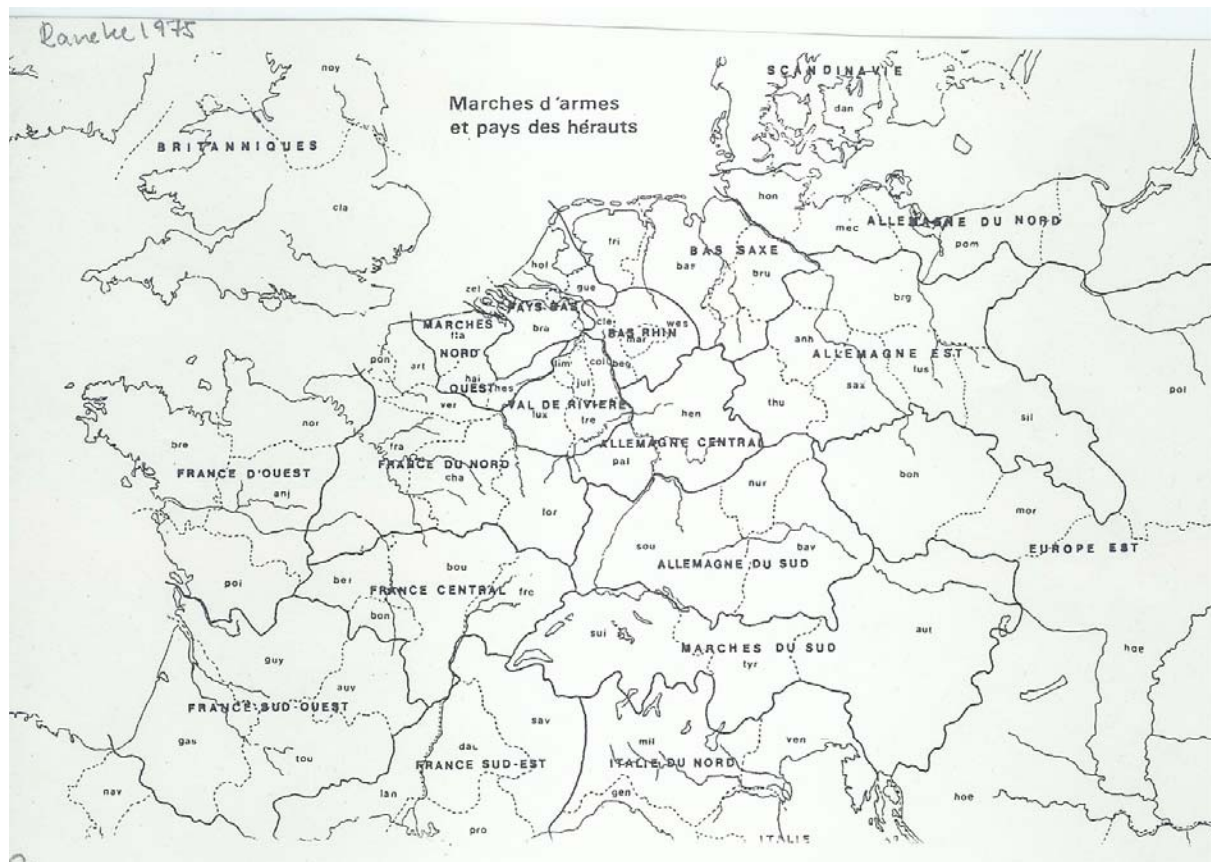 Raneke 1975
noy
SCANDINAVIE
Marches d'armes
et pays des hérauts
dan
BRITANNIQUES
cla
hon
ALLEMAGNE DU NORD
mec
pom
fri
BAS SAXE
hol
bas
bru
gue
zel
brg
PAYS BAS
MARCHES
fla
bra
cle
BAS RHIN
wes
mar
anh
ALLEMAGNE EST
NORD
pon
art
lim
col
beg
lus
hai
OUEST
hes
jul
sax
pol
ver
VAL DE RIVIERE
thu
nor
lux
tre
hen
sil
bre
fra
ALLEMAGNE CENTRAL
FRANCE DU NORD
pal
FRANCE D'OUEST
cha
boh
anj
nur
lor
mor
sou
bav
EUROPE EST
ALLEMAGNE DU SUD
bou
poi
ber
FRANCE CENTRAL
frc
bon
sui
aut
MARCHES DU SUD
hoe
guy
tyr
auv
FRANCE SUD-OUEST
sav
gas
mil
ven
dau
tou
FRANCE SUD-EST
ITALIE DU NORD
nav
lan
gen
hoe
pro
ITALIE